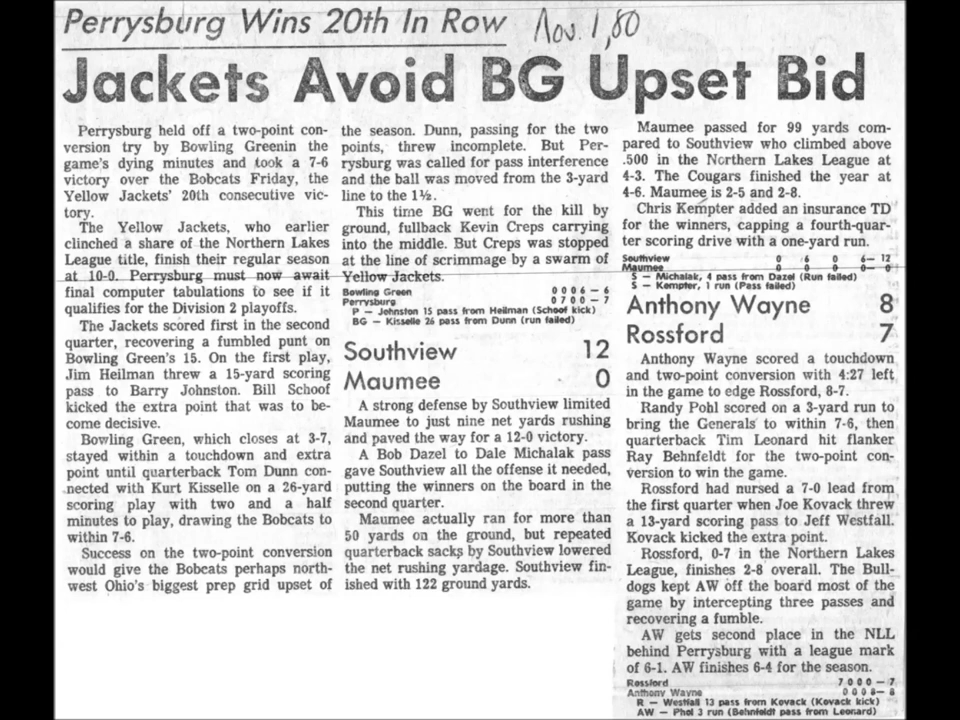 Perrysburg Wins 20th In Row
Nov. 1, 80
Jackets Avoid BG Upset Bid
Perrysburg held off a two-point con-
version try by Bowling Greenin the
game's dying minutes and took a 7-6
victory over the Bobcats Friday, the
Yellow Jackets' 20th consecutive vic-
tory.
The Yellow Jackets, who earlier
clinched a share of the Northern Lakes
League title, finish their regular season
at 10-0. Perrysburg must now await
final computer tabulations to see if it
qualifies for the Division 2 playoffs.
The Jackets scored first in the second
quarter, recovering a fumbled punt on
Bowling Green's 15. On the first play,
Jim Heilman threw a 15-yard scoring
pass to Barry Johnston. Bill Schoof
kicked the extra point that was to be-
come decisive.
Bowling Green, which closes at 3-7,
stayed within a touchdown and extra
point until quarterback Tom Dunn con-
nected with Kurt Kisselle on a 26-yard
scoring play with two and a half
minutes to play, drawing the Bobcats to
within 7-6.
Success on the two-point conversion
would give the Bobcats perhaps north-
west Ohio's biggest prep grid upset of
the season. Dunn, passing for the two
points, threw incomplete. But Per-
rysburg was called for pass interference
and the ball was moved from the 3-yard
line to the 1½.
This time BG went for the kill by
ground, fullback Kevin Creps carrying
into the middle. But Creps was stopped
at the line of scrimmage by a swarm of
Yellow Jackets.
Bowling Green 0 0 0 6 — 6
Perrysburg 0 7 0 0 — 7
P — Johnston 15 pass from Heilman (Schoof kick)
BG — Kisselle 26 pass from Dunn (run failed)
Southview 12
Maumee 0
A strong defense by Southview limited
Maumee to just nine net yards rushing
and paved the way for a 12-0 victory.
A Bob Dazel to Dale Michalak pass
gave Southview all the offense it needed,
putting the winners on the board in the
second quarter.
Maumee actually ran for more than
50 yards on the ground, but repeated
quarterback sacks by Southview lowered
the net rushing yardage. Southview fin-
ished with 122 ground yards.
Maumee passed for 99 yards com-
pared to Southview who climbed above
.500 in the Northern Lakes League at
4-3. The Cougars finished the year at
4-6. Maumee is 2-5 and 2-8.
Chris Kempter added an insurance TD
for the winners, capping a fourth-quar-
ter scoring drive with a one-yard run.
Southview 0 6 0 6— 12
Maumee 0 0 0 0— 0
S — Michalak, 4 pass from Dazel (Run failed)
S — Kempter, 1 run (Pass failed)
Anthony Wayne 8
Rossford 7
Anthony Wayne scored a touchdown
and two-point conversion with 4:27 left
in the game to edge Rossford, 8-7.
Randy Pohl scored on a 3-yard run to
bring the Generals to within 7-6, then
quarterback Tim Leonard hit flanker
Ray Behnfeldt for the two-point con-
version to win the game.
Rossford had nursed a 7-0 lead from
the first quarter when Joe Kovack threw
a 13-yard scoring pass to Jeff Westfall.
Kovack kicked the extra point.
Rossford, 0-7 in the Northern Lakes
League, finishes 2-8 overall. The Bull-
dogs kept AW off the board most of the
game by intercepting three passes and
recovering a fumble.
AW gets second place in the NLL
behind Perrysburg with a league mark
of 6-1. AW finishes 6-4 for the season.
Rossford 7 0 0 0 — 7
Anthony Wayne 0 0 0 8— 8
R — Westfall 13 pass from Kovack (Kovack kick)
AW — Phol 3 run (Behnfeldt pass from Leonard)